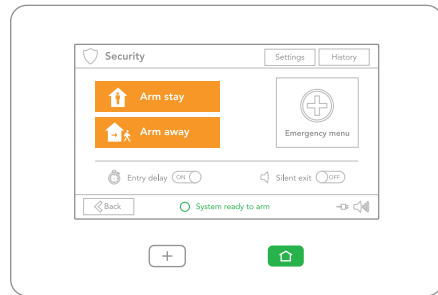 Security
Settings
History
Arm stay
Arm away
Emergency menu
Entry delay ON
Silent exit OFF
Back
System ready to arm